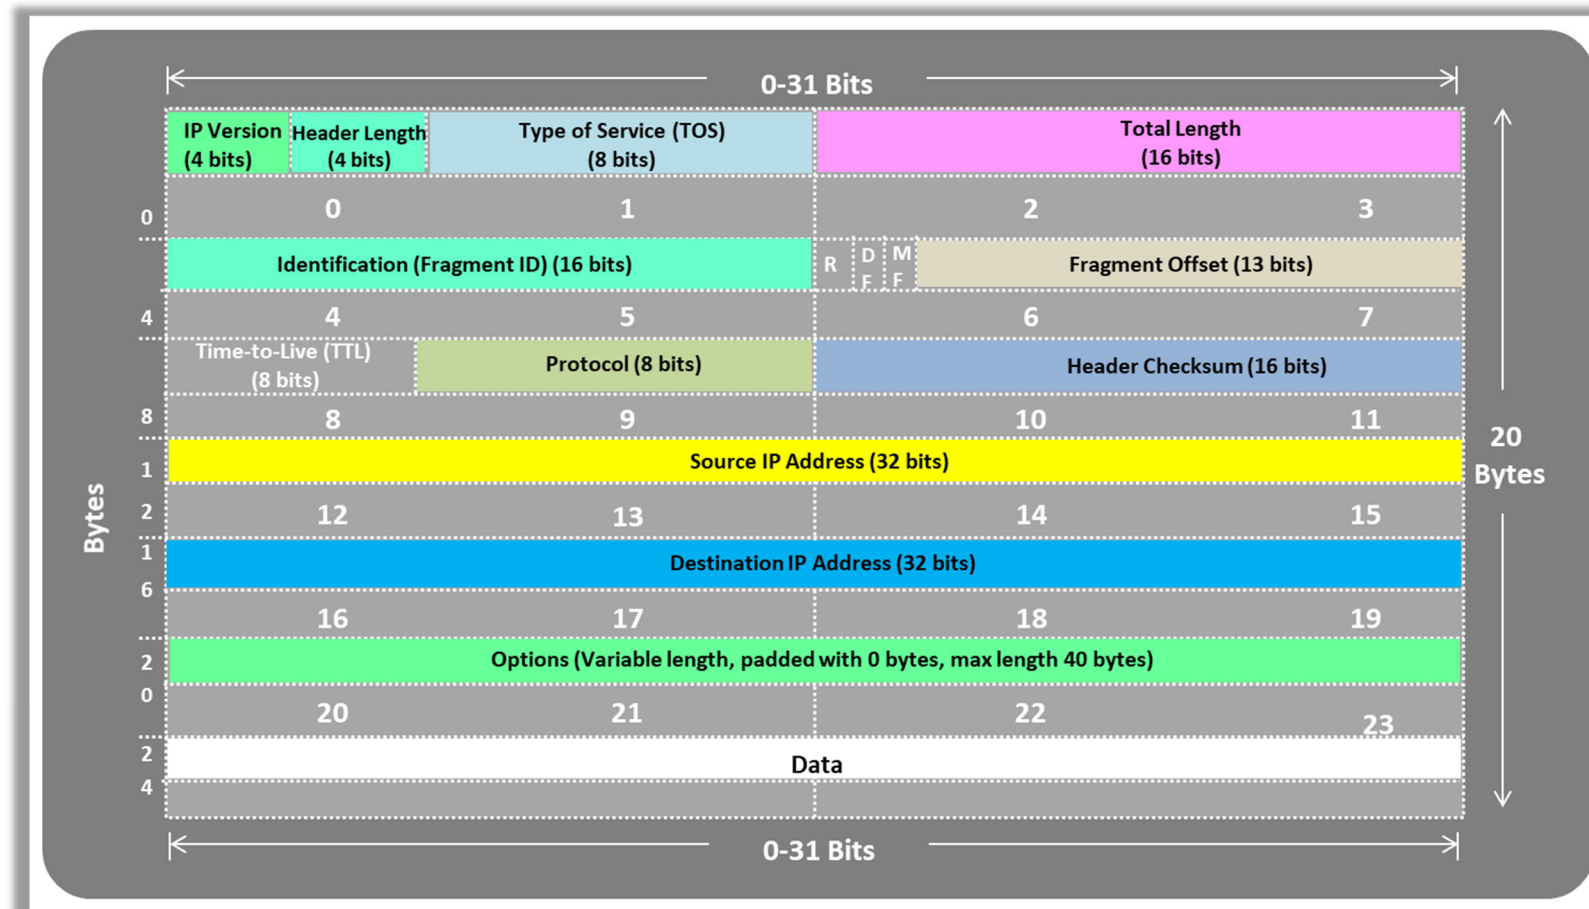 0-31 Bits
IP Version
(4 bits)
Header Length
(4 bits)
Type of Service (TOS)
(8 bits)
Total Length
(16 bits)
0
0 1 2 3
Identification (Fragment ID) (16 bits)
R
D
F
M
F
Fragment Offset (13 bits)
4
4 5 6 7
Time-to-Live (TTL)
(8 bits)
Protocol (8 bits)
Header Checksum (16 bits)
8
8 9 10 11
Source IP Address (32 bits)
1
2
12 13 14 15
Destination IP Address (32 bits)
1
6
16 17 18 19
Options (Variable length, padded with 0 bytes, max length 40 bytes)
2
0
20 21 22 23
Data
2
4
Bytes
20
Bytes
0-31 Bits